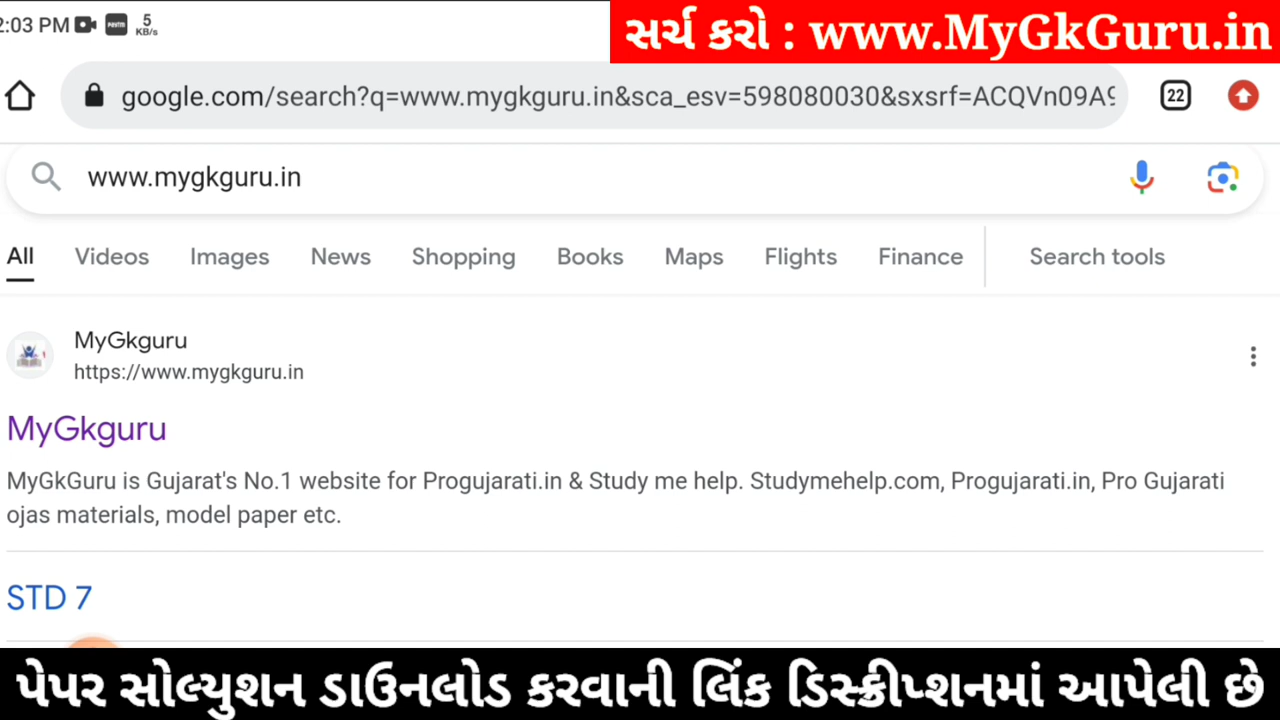 2:03 PM paytm 5 KB/s
સર્ચ કરો : www.MyGkGuru.in
google.com/search?q=www.mygkguru.in&sca_esv=598080030&sxsrf=ACQVn09A9
22
www.mygkguru.in
All Videos Images News Shopping Books Maps Flights Finance Search tools
MyGkguru
https://www.mygkguru.in
MyGkguru
MyGkGuru is Gujarat's No.1 website for Progujarati.in & Study me help. Studymehelp.com, Progujarati.in, Pro Gujarati
ojas materials, model paper etc.
STD 7
પેપર સોલ્યુશન ડાઉનલોડ કરવાની લિંક ડિસ્ક્રીપ્શનમાં આપેલી છે